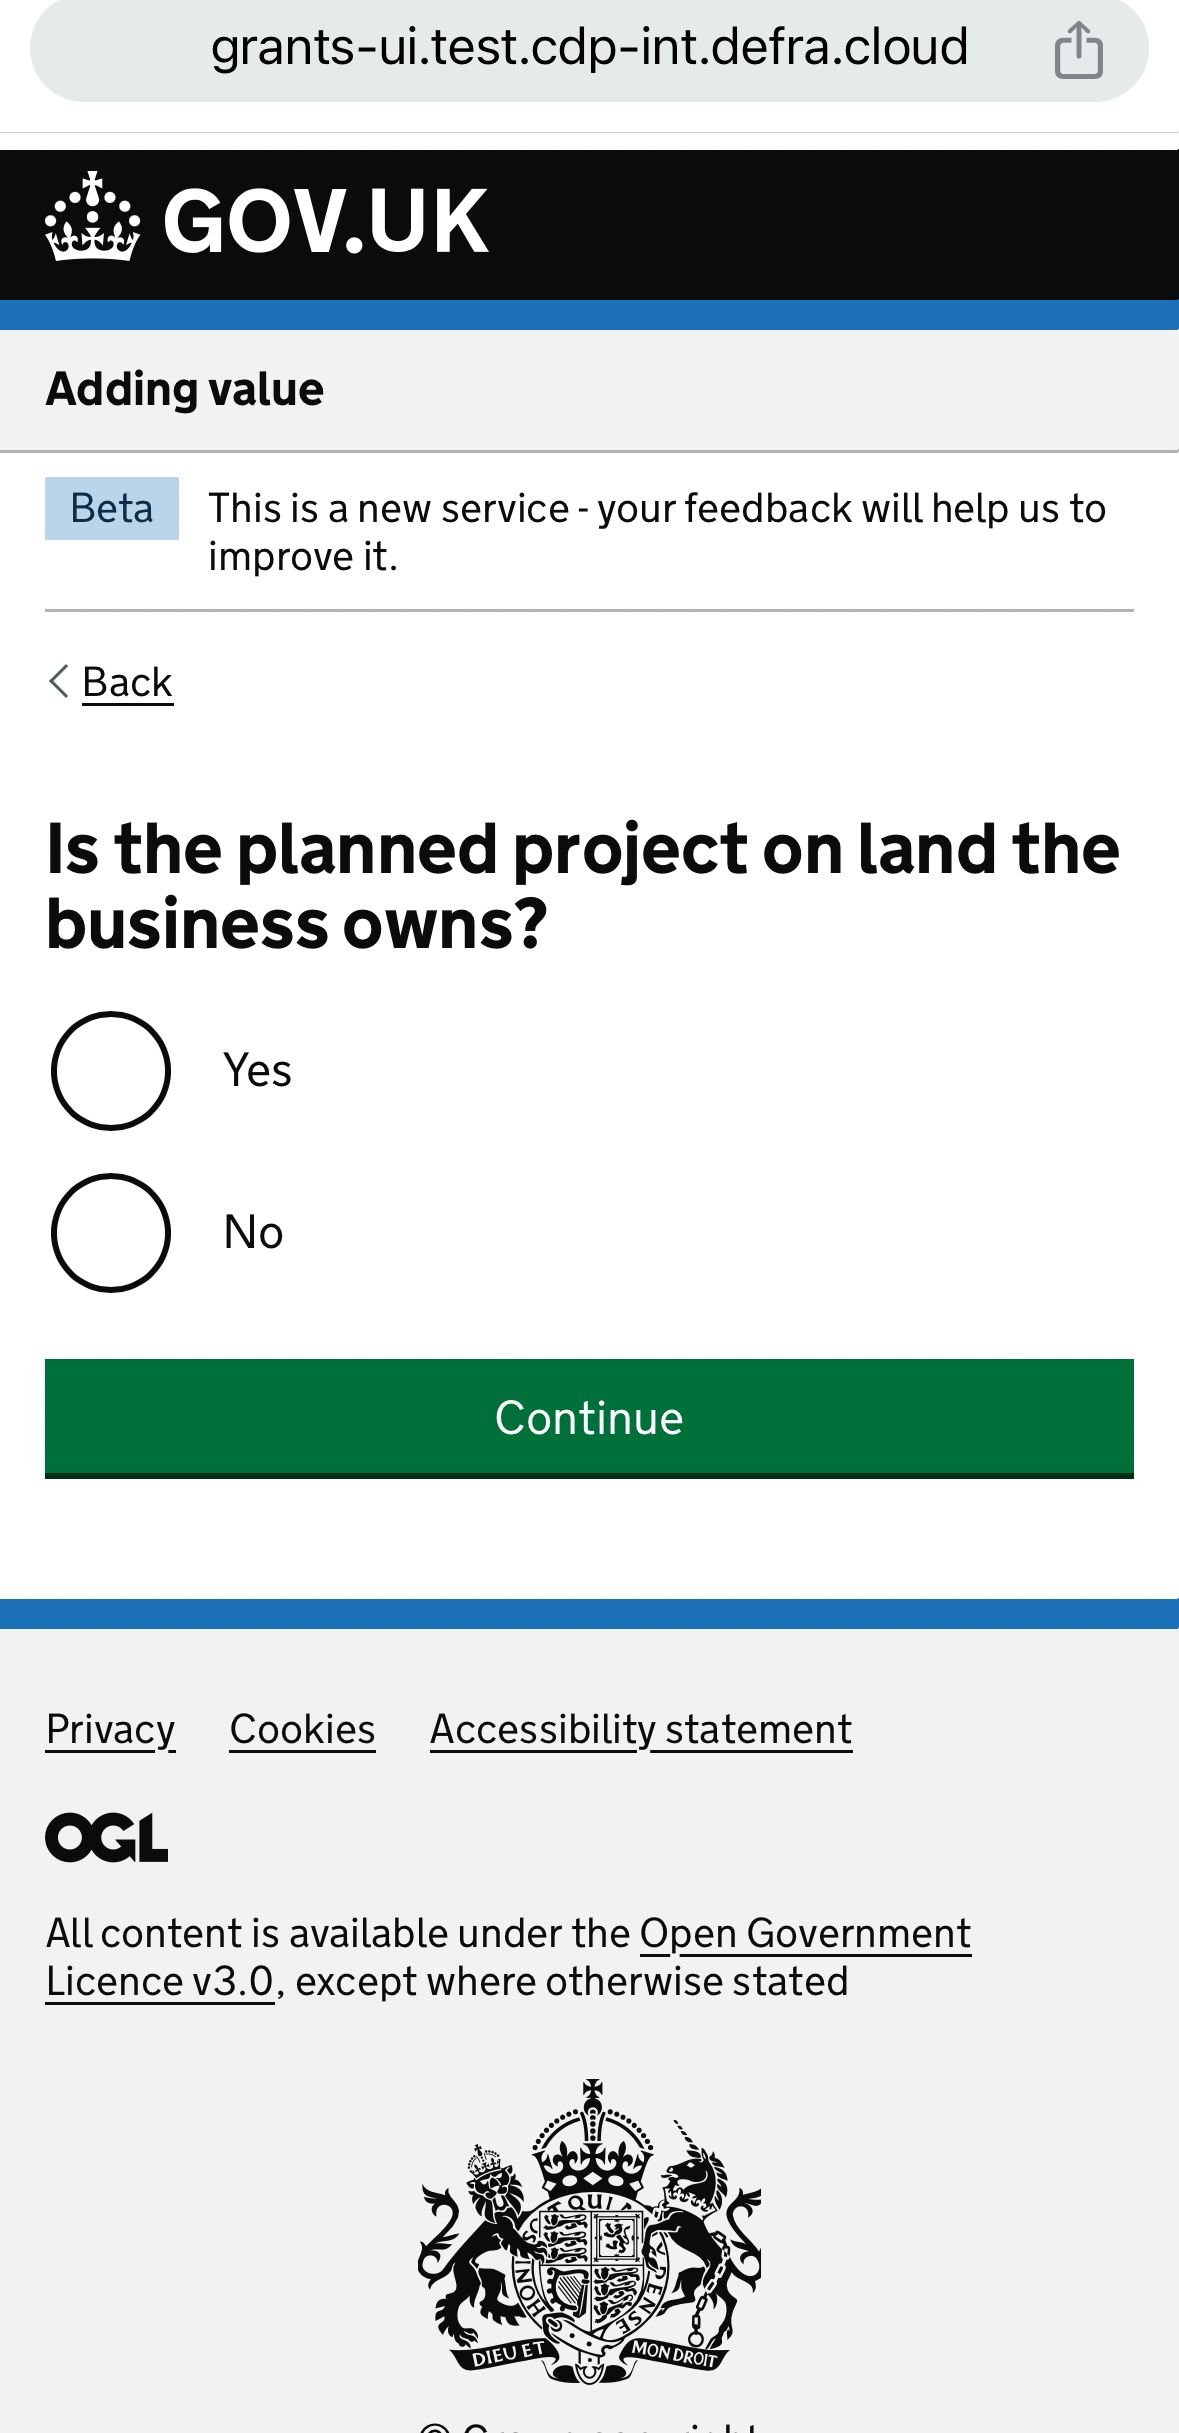 grants-ui.test.cdp-int.defra.cloud
GOV.UK
Adding value
Beta
This is a new service - your feedback will help us to
improve it.
Back
Is the planned project on land the
business owns?
Yes
No
Continue
Privacy Cookies Accessibility statement
OGL
All content is available under the Open Government
Licence v3.0, except where otherwise stated
QUI
HONI
PENSE
DIEU ET MON DROIT